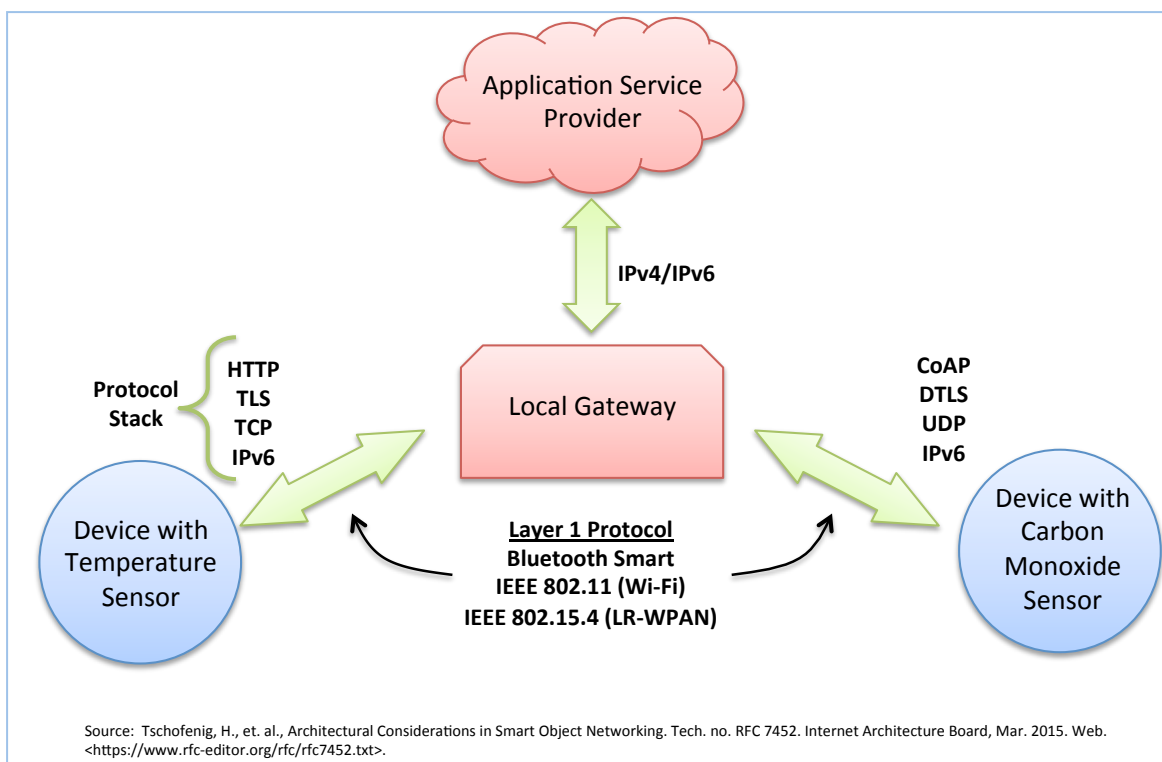 Application Service
Provider
IPv4/IPv6
Protocol
Stack
HTTP
TLS
TCP
IPv6
Local Gateway
CoAP
DTLS
UDP
IPv6
Device with
Temperature
Sensor
Layer 1 Protocol
Bluetooth Smart
IEEE 802.11 (Wi-Fi)
IEEE 802.15.4 (LR-WPAN)
Device with
Carbon
Monoxide
Sensor
Source: Tschofenig, H., et. al., Architectural Considerations in Smart Object Networking. Tech. no. RFC 7452. Internet Architecture Board, Mar. 2015. Web.
<https://www.rfc-editor.org/rfc/rfc7452.txt>.